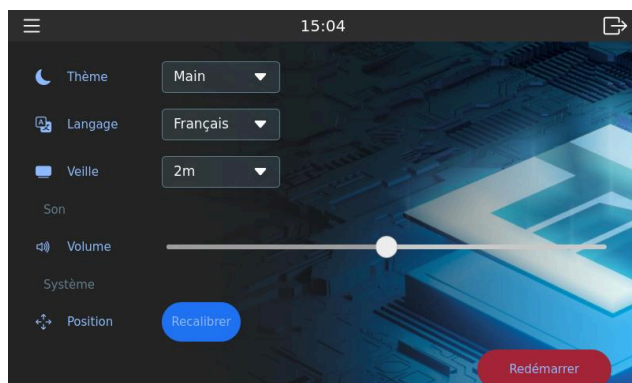 15:04
Thème Main
Langage Français
Veille 2m
Son
Volume
Système
Position Recalibrer
Redémarrer